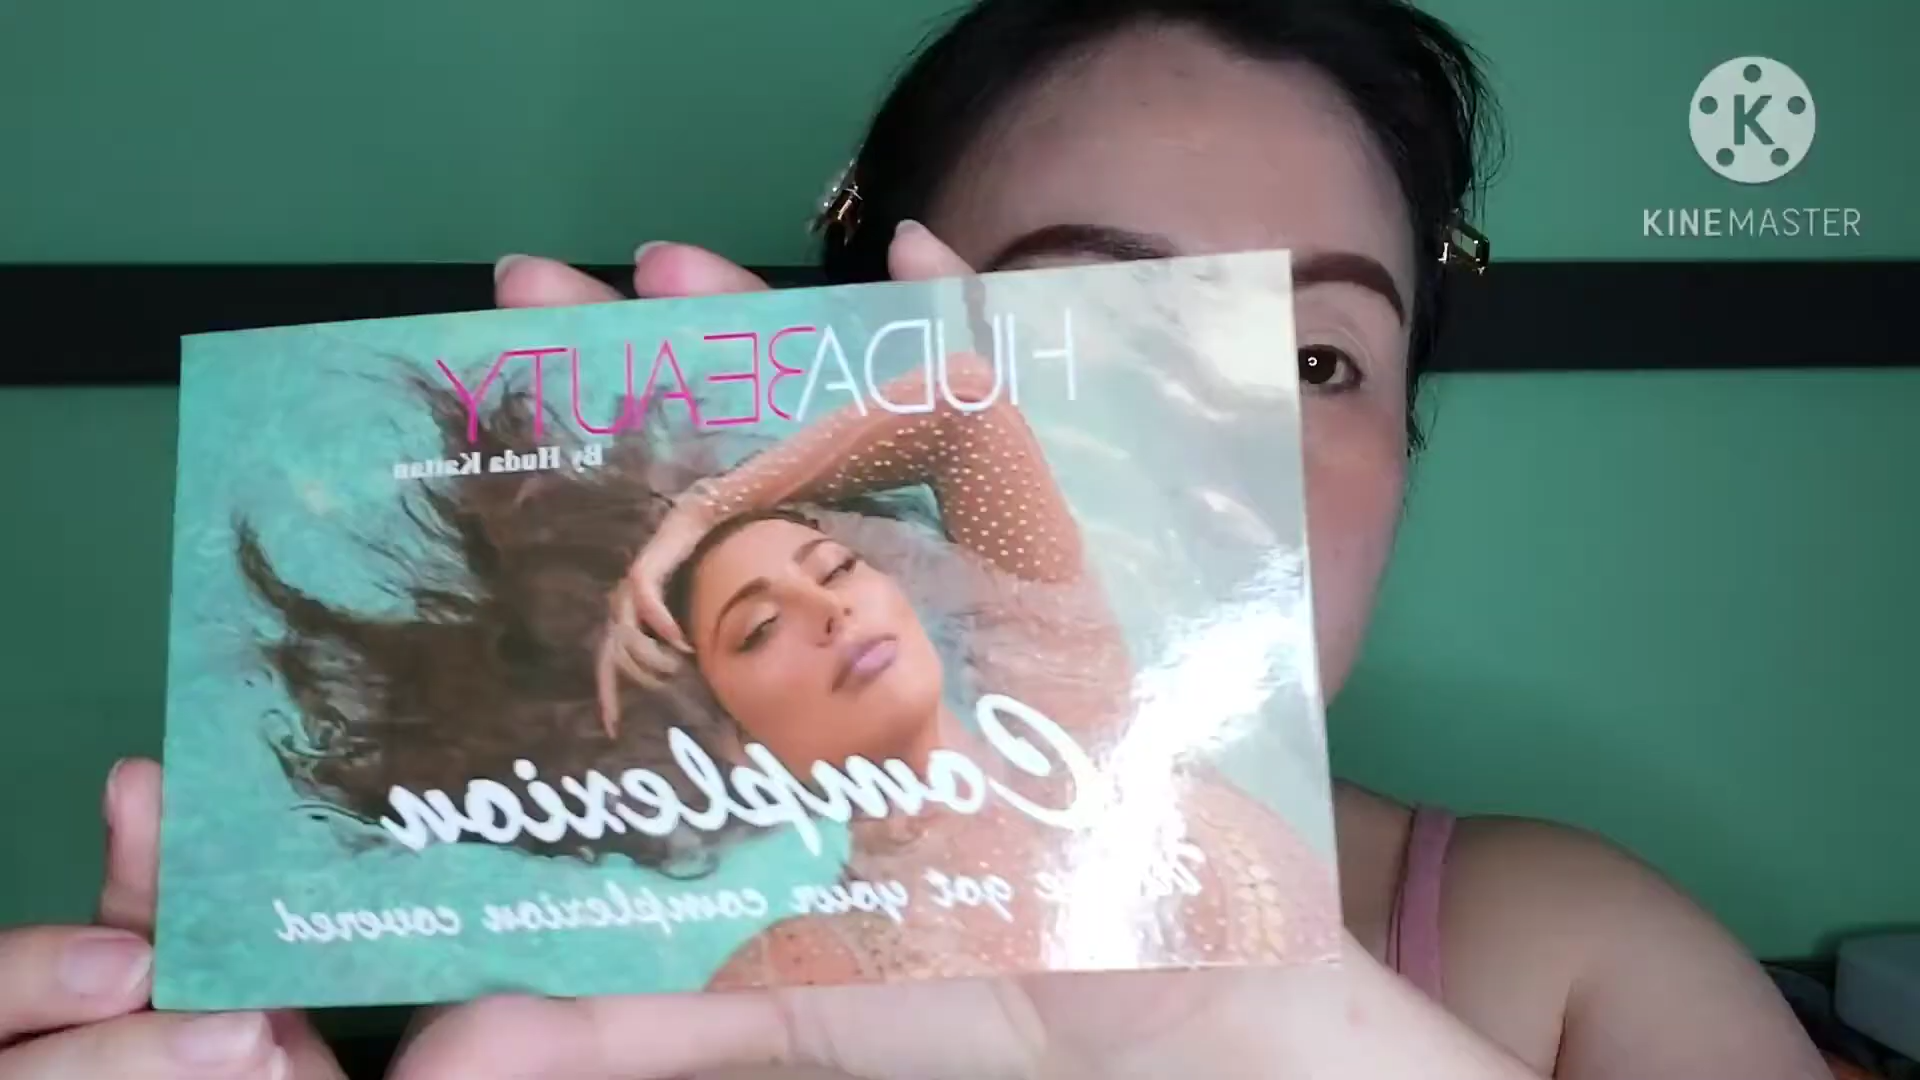 K
KINEMASTER
HUDABEAUTY
By Huda Kattan
Complexion
got your complexion covered